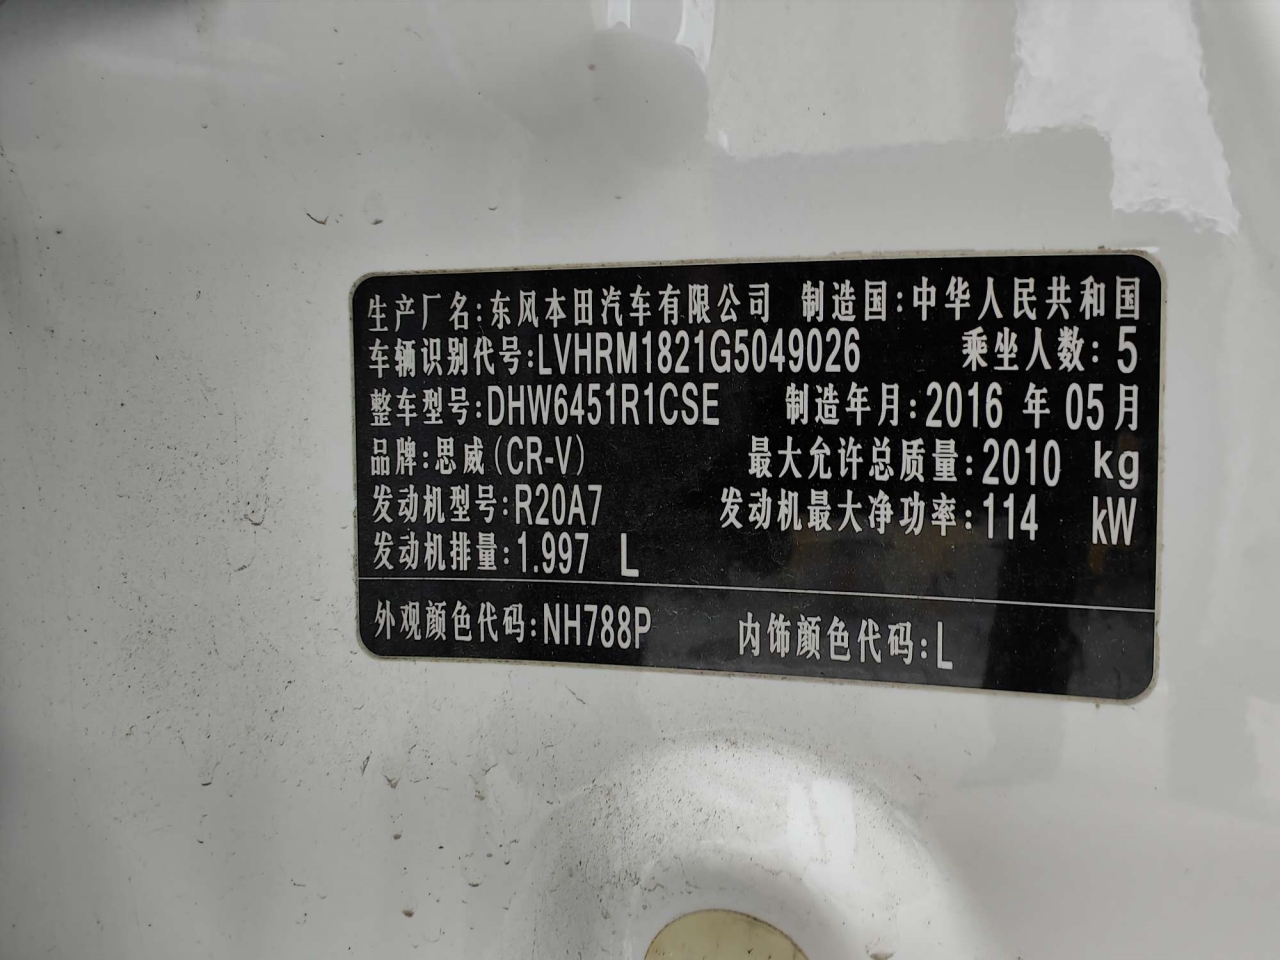 生产厂名:东风本田汽车有限公司 制造国:中华人民共和国
车辆识别代号:LVHRM1821G5049026 乘坐人数:5
整车型号:DHW6451R1CSE 制造年月:2016 年 05月
品牌:思威(CR-V) 最大允许总质量:2010 kg
发动机型号:R20A7 发动机最大净功率:114 kW
发动机排量:1.997 L
外观颜色代码:NH788P 内饰颜色代码:L